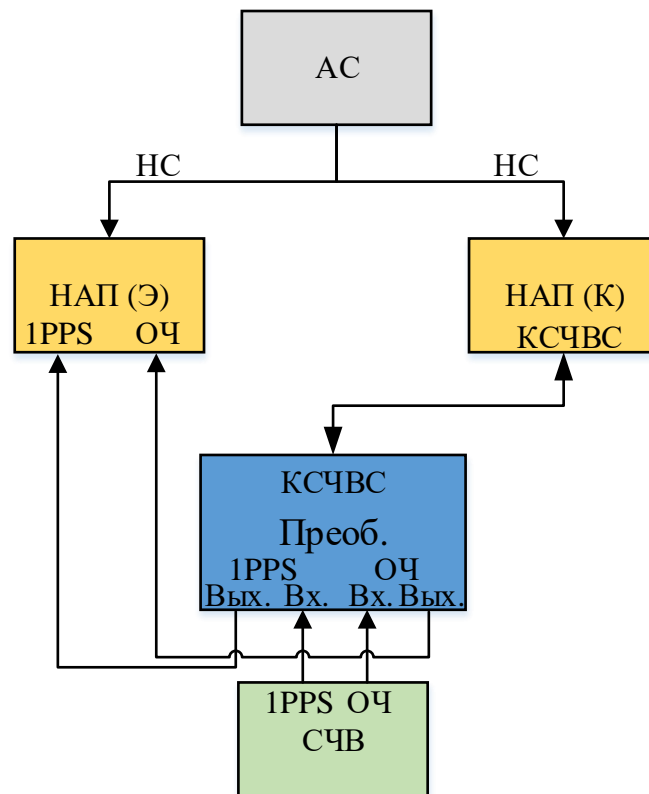 АС
НС НС
НАП (Э) НАП (К)
1PPS ОЧ КСЧВС
КСЧВС
Преоб.
1PPS ОЧ
Вых. Вх. Вх. Вых.
1PPS ОЧ
СЧВ